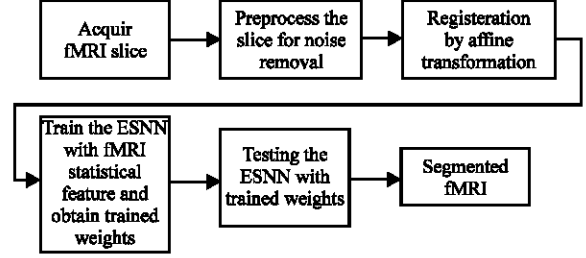 Acquir
fMRI slice
Preprocess the
slice for noise
removal
Registeration
by affine
transformation
Train the ESNN
with fMRI
statistical
feature and
obtain trained
weights
Testing the
ESNN with
trained weights
Segmented
fMRI